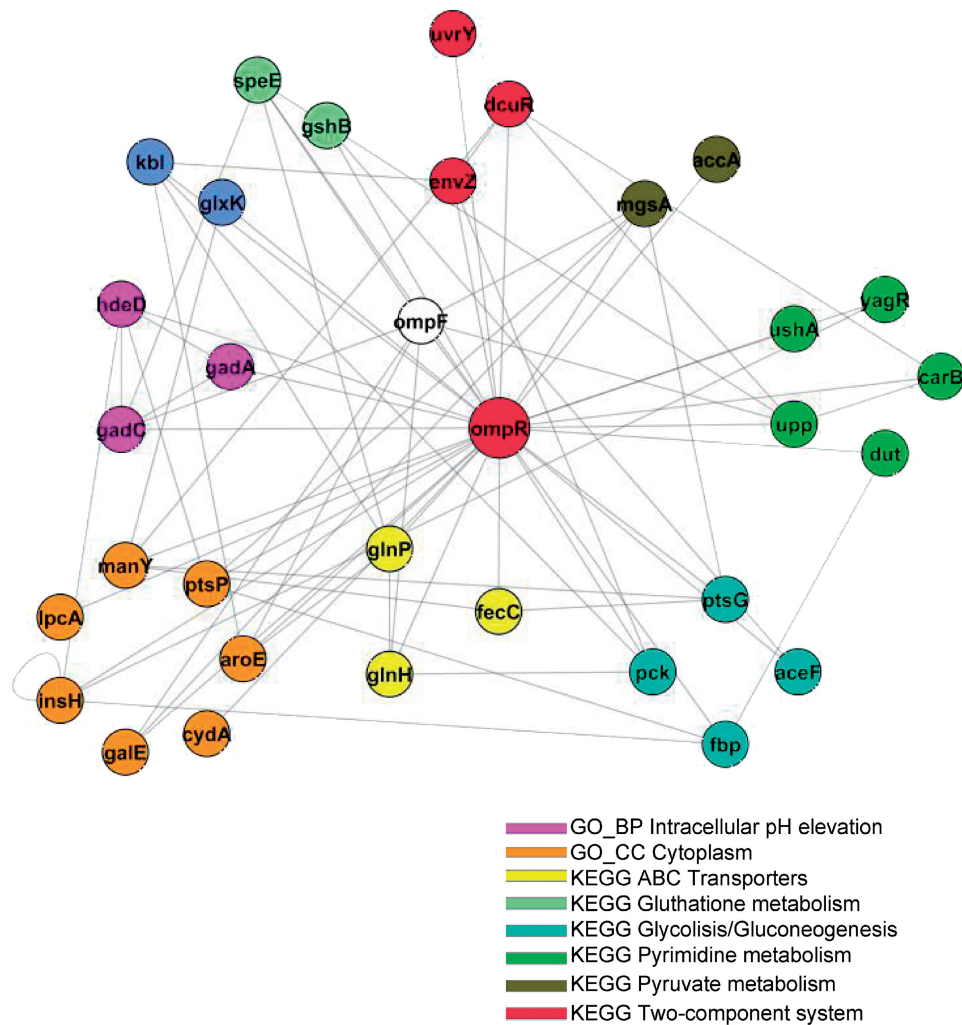 uvrY
speE
dcuR
gshB
accA
kbl
envZ
glxK
mgsA
hdeD
yagR
ompF
ushA
gadA
carB
gadC
ompR
upp
dut
glnP
manY
ptsP
ptsG
lpcA
fecC
aroE
glnH
pck
aceF
insH
cydA
fbp
galE
GO_BP Intracellular pH elevation
GO_CC Cytoplasm
KEGG ABC Transporters
KEGG Gluthatione metabolism
KEGG Glycolisis/Gluconeogenesis
KEGG Pyrimidine metabolism
KEGG Pyruvate metabolism
KEGG Two-component system